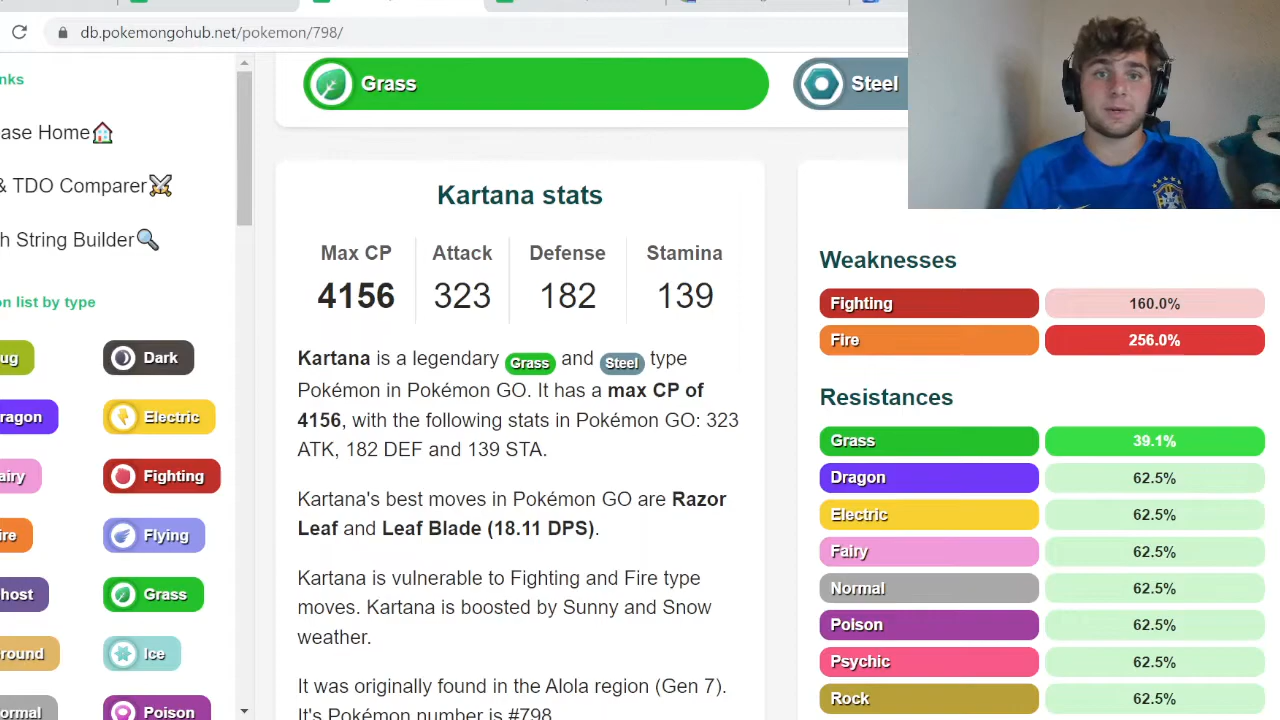 db.pokemongohub.net/pokemon/798/
nks
ase Home
& TDO Comparer
h String Builder
on list by type
ug
Dark
ragon
Electric
airy
Fighting
ire
Flying
host
Grass
ound
Ice
ormal
Poison
Grass
Steel
Kartana stats
Max CP
Attack
Defense
Stamina
4156
323
182
139
Kartana is a legendary Grass and Steel type
Pokémon in Pokémon GO. It has a max CP of
4156, with the following stats in Pokémon GO: 323
ATK, 182 DEF and 139 STA.
Kartana's best moves in Pokémon GO are Razor
Leaf and Leaf Blade (18.11 DPS).
Kartana is vulnerable to Fighting and Fire type
moves. Kartana is boosted by Sunny and Snow
weather.
It was originally found in the Alola region (Gen 7).
It's Pokémon number is #798
Weaknesses
Fighting 160.0%
Fire 256.0%
Resistances
Grass 39.1%
Dragon 62.5%
Electric 62.5%
Fairy 62.5%
Normal 62.5%
Poison 62.5%
Psychic 62.5%
Rock 62.5%